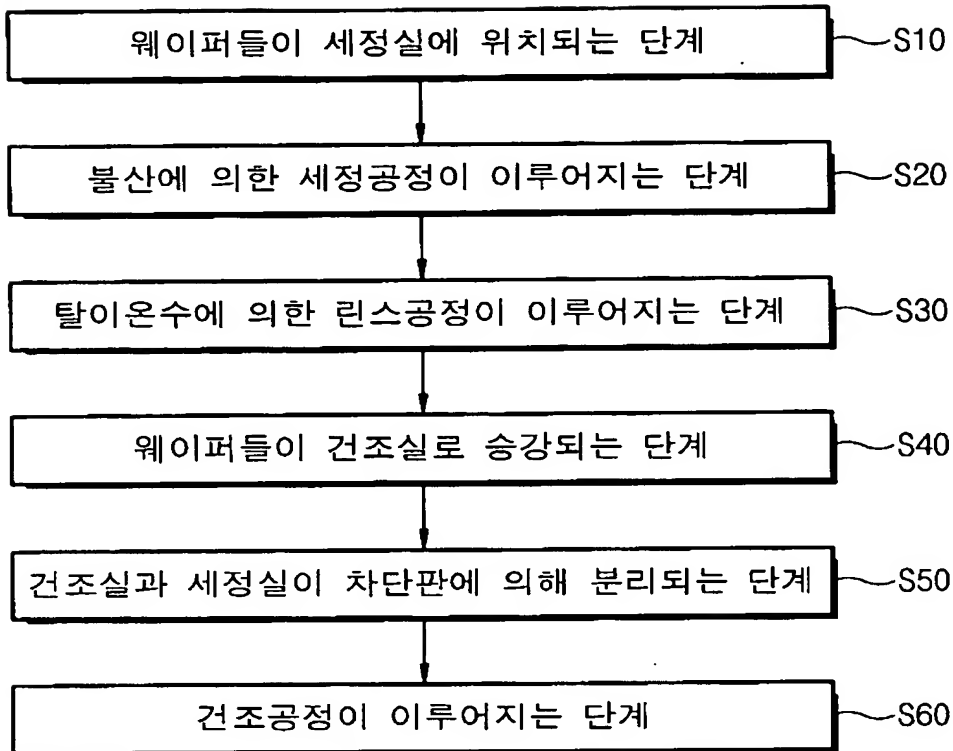 웨이퍼들이 세정실에 위치되는 단계 S10
불산에 의한 세정공정이 이루어지는 단계 S20
탈이온수에 의한 린스공정이 이루어지는 단계 S30
웨이퍼들이 건조실로 승강되는 단계 S40
건조실과 세정실이 차단판에 의해 분리되는 단계 S50
건조공정이 이루어지는 단계 S60